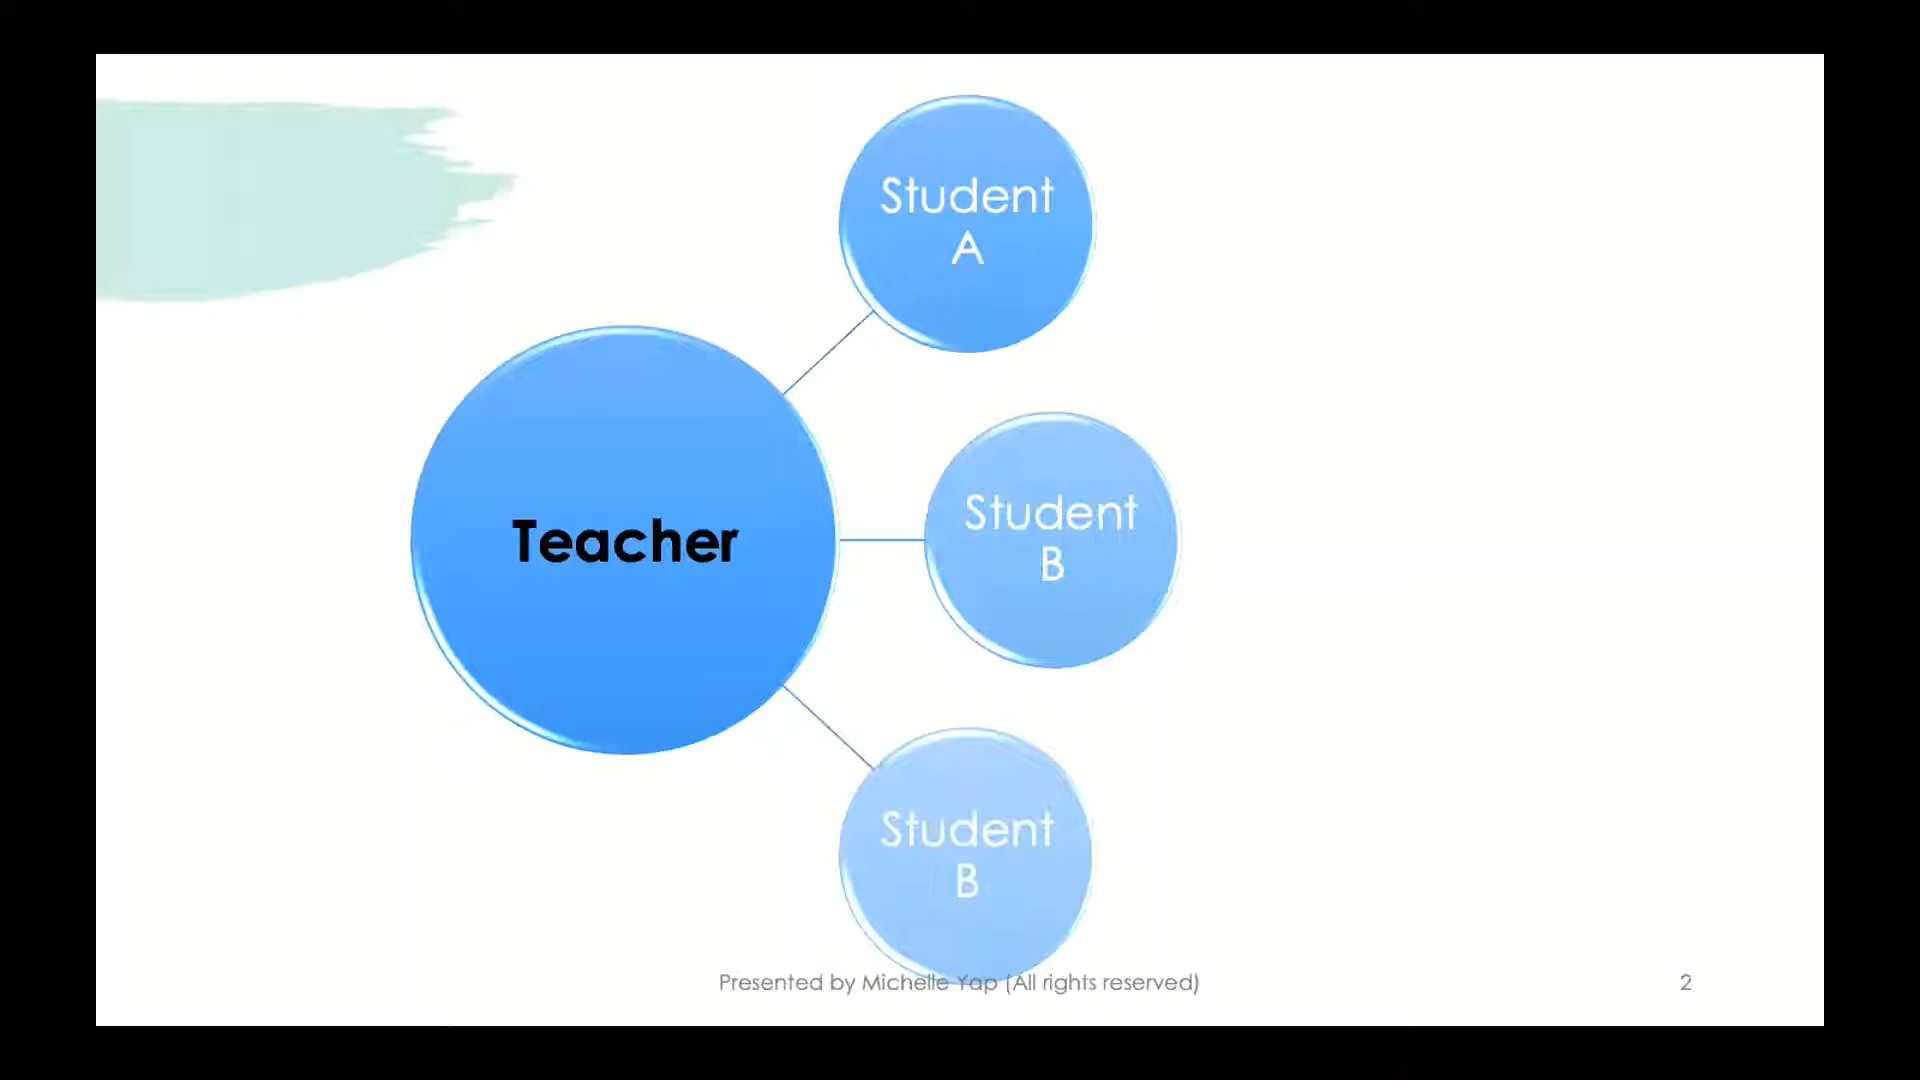 Student
A
Teacher
Student
B
Student
B
Presented by Michelle Yap (All rights reserved)
2